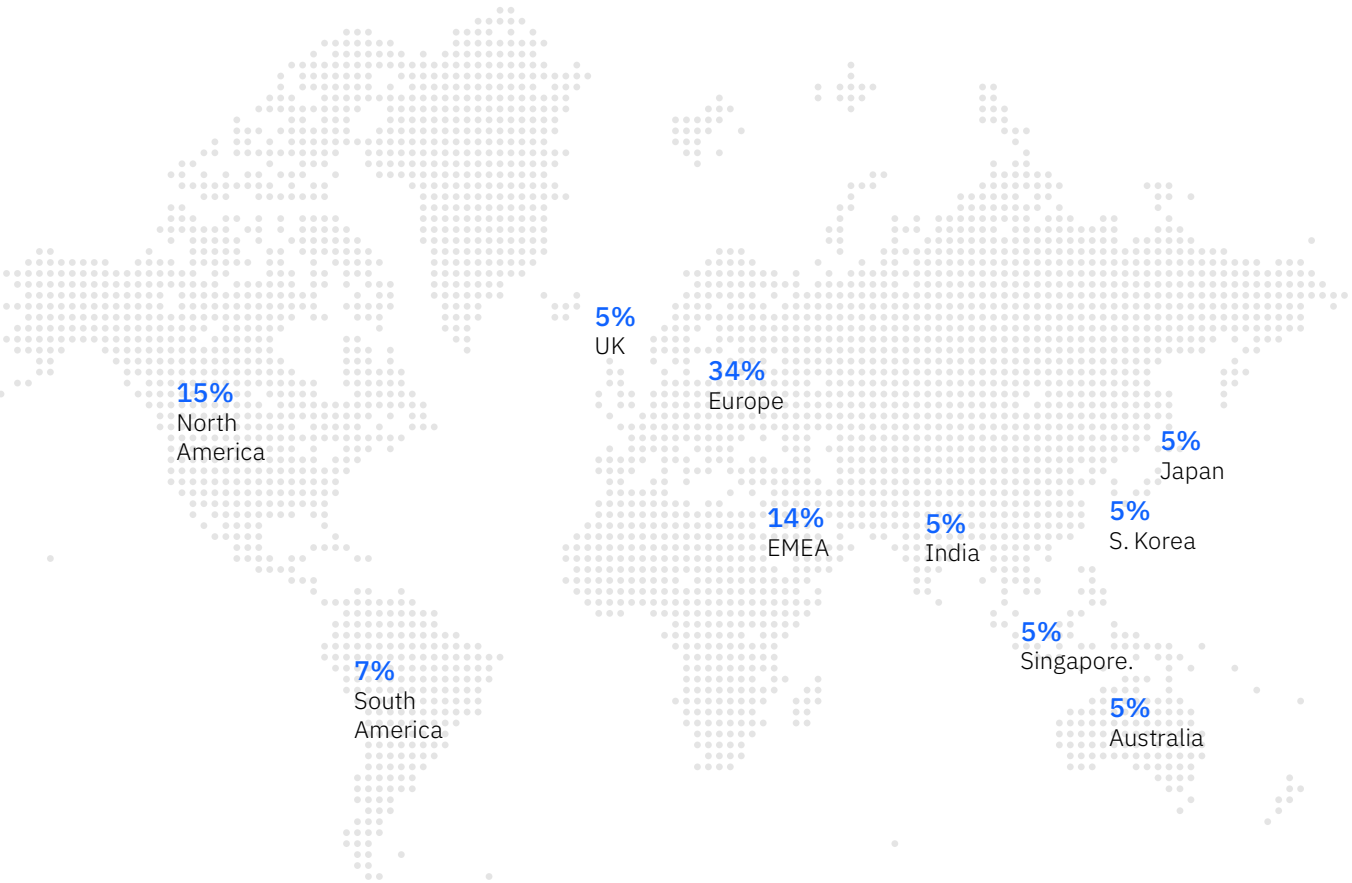 5%
UK
34%
Europe
15%
North
America
5%
Japan
14%
EMEA
5%
India
5%
S. Korea
5%
Singapore.
7%
South
America
5%
Australia